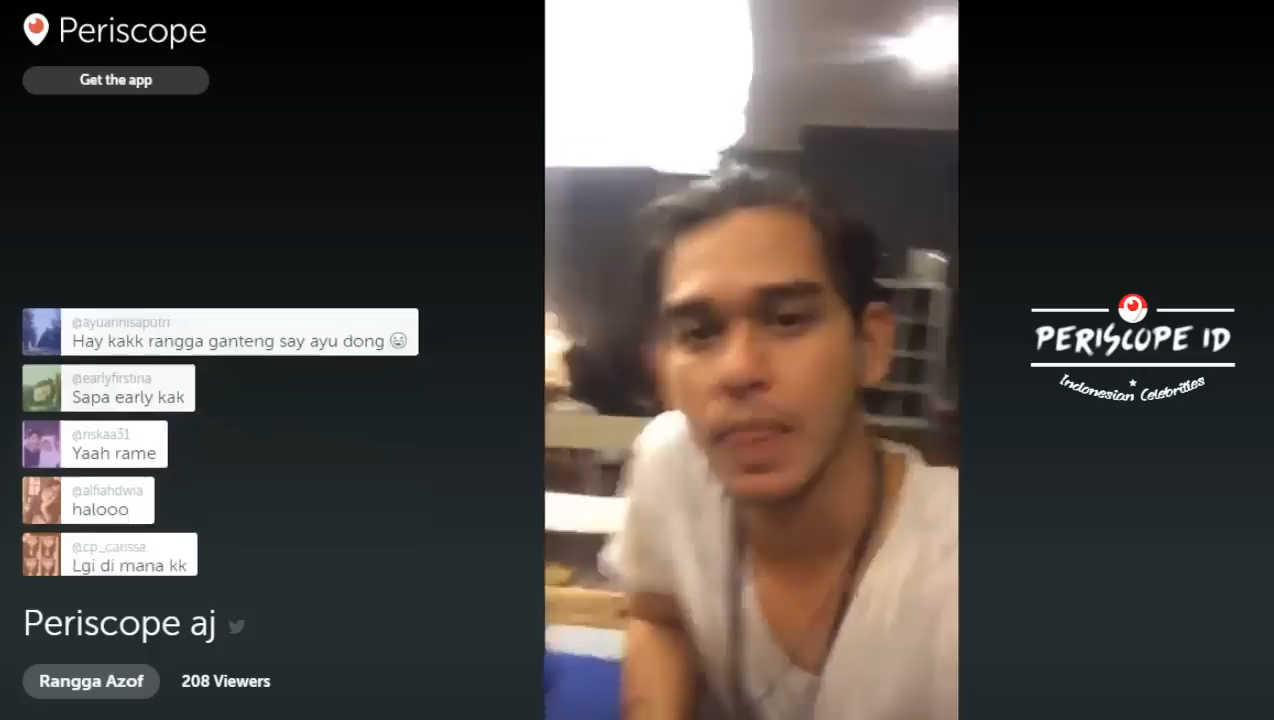 Periscope
Get the app
@ayuannisaputri
Hay kakk rangga ganteng say ayu dong 😃
@earlyfirstina
Sapa early kak
@nskaa31
Yaah rame
@alfiahdwia
halooo
@cp_carissa
Lgi di mana kk
Periscope aj
Rangga Azof
208 Viewers
PERISCOPE ID
Indonesian Celebrities